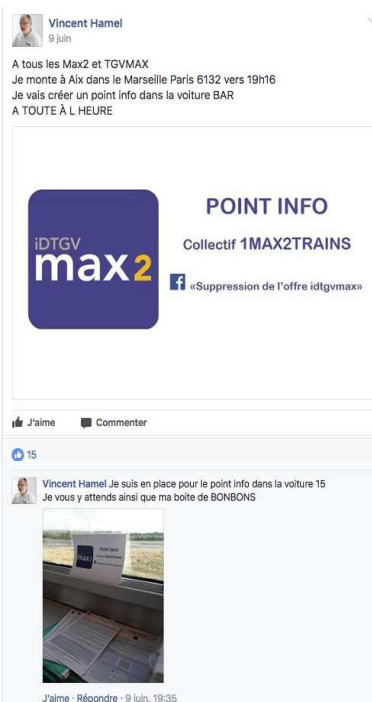 Vincent Hamel
9 juin
A tous les Max2 et TGVMAX
Je monte à Aix dans le Marseille Paris 6132 vers 19h16
Je vais créer un point info dans la voiture BAR
A TOUTE À L HEURE
iDTGV
max2
POINT INFO
Collectif 1MAX2TRAINS
«Suppression de l'offre idtgvmax»
J'aime Commenter
15
Vincent Hamel Je suis en place pour le point info dans la voiture 15
Je vous y attends ainsi que ma boite de BONBONS
POINT INFO
max2
J'aime · Répondre · 9 juin, 19:35